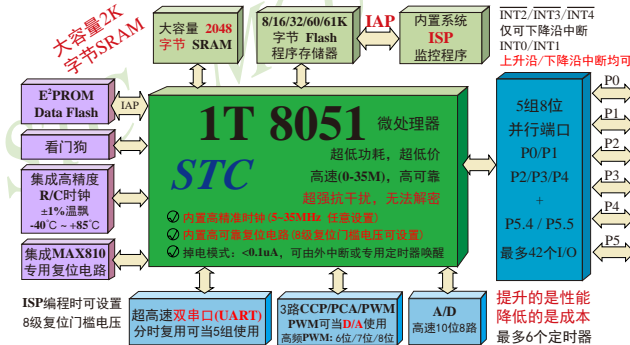 大容量2K
字节SRAM
大容量 2048
字节 SRAM
8/16/32/60/61K
字节 Flash
程序存储器
IAP
内置系统
ISP
监控程序
INT2/INT3/INT4
仅可下降沿中断
INT0/INT1
上升沿/下降沿中断均可
E²PROM
Data Flash
IAP
看门狗
集成高精度
R/C时钟
±1%温飘
-40℃ ~ +85℃
集成MAX810
专用复位电路
ISP编程时可设置
8级复位门槛电压
1T 8051 微处理器
STC
超低功耗，超低价
高速(0-35M)，高可靠
超强抗干扰，无法解密
内置高精准时钟(5~35MHz 任意设置)
内置高可靠复位电路(8级复位门槛电压可设置)
掉电模式：<0.1uA，可由外中断或专用定时器唤醒
5组8位
并行端口
P0/P1
P2/P3/P4
+
P5.4 / P5.5
最多42个I/O
P0
P1
P2
P3
P4
P5
超高速双串口(UART)
分时复用可当5组使用
3路CCP/PCA/PWM
PWM可当D/A使用
高频PWM: 6位/7位/8位
A/D
高速10位8路
提升的是性能
降低的是成本
最多6个定时器